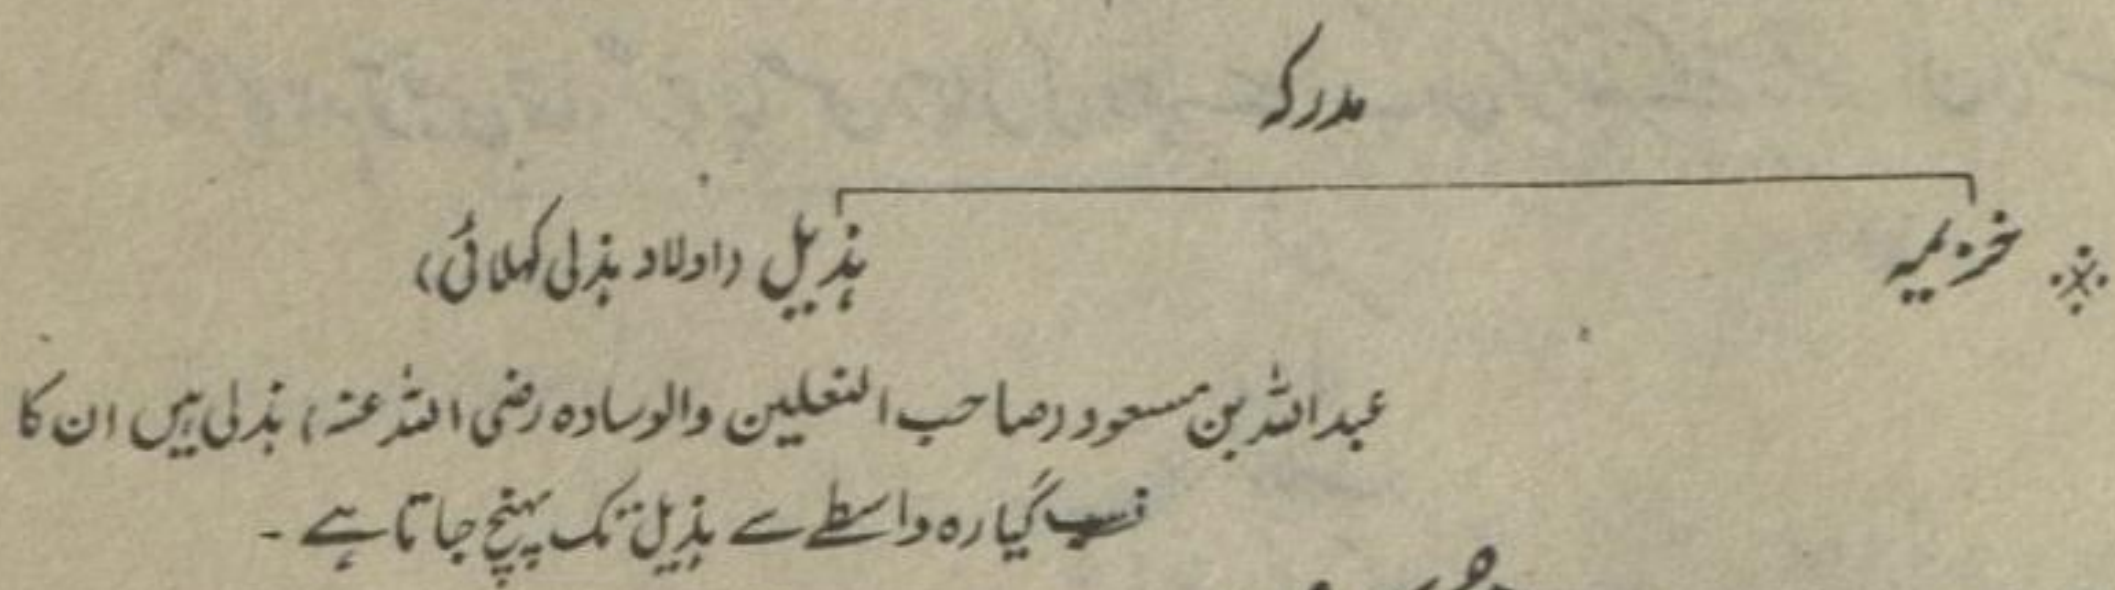 مدرکہ
※ خزیمہ
ہذیل (اولاد ہذلی کہلائی)
عبداللہ بن مسعود (صاحب النعلین والوسادہ رضی اللہ عنہ) ہذلی ہیں ان کا
نسب گیارہ واسطے سے ہذیل تک پہنچ جاتا ہے ۔